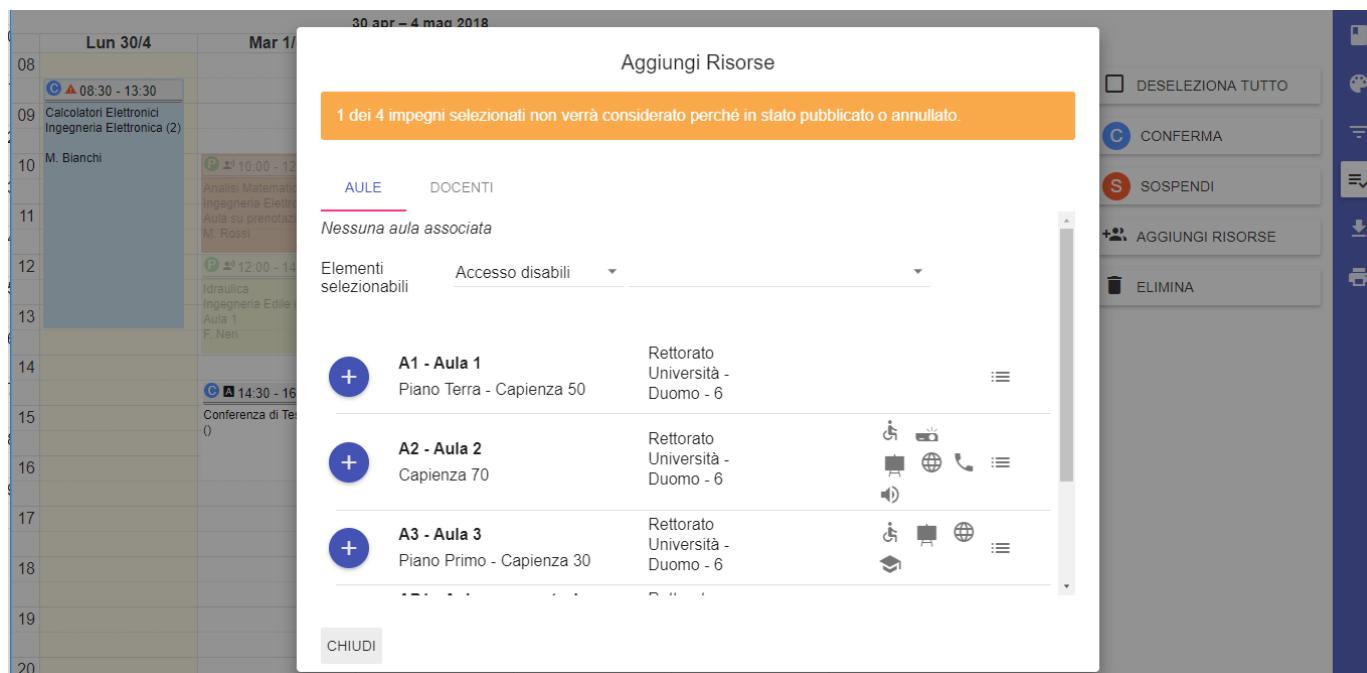 30 apr – 4 mag 2018
Lun 30/4
Mar 1/
08
09
10
11
12
13
14
15
16
17
18
19
20
C 08:30 - 13:30
Calcolatori Elettronici
Ingegneria Elettronica (2)
M. Bianchi
P 10:00 - 12
Analisi Matematic
Ingegneria Elettro
Aula su prenotaz
M. Rossi
P 12:00 - 14
Idraulica
Ingegneria Edile
Aula 1
F. Neri
C A 14:30 - 16
Conferenza di Te
()
Aggiungi Risorse
1 dei 4 impegni selezionati non verrà considerato perché in stato pubblicato o annullato.
AULE DOCENTI
Nessuna aula associata
Elementi
selezionabili
Accesso disabili
A1 - Aula 1
Piano Terra - Capienza 50
Rettorato
Università -
Duomo - 6
A2 - Aula 2
Capienza 70
Rettorato
Università -
Duomo - 6
A3 - Aula 3
Piano Primo - Capienza 30
Rettorato
Università -
Duomo - 6
CHIUDI
DESELEZIONA TUTTO
C CONFERMA
S SOSPENDI
AGGIUNGI RISORSE
ELIMINA